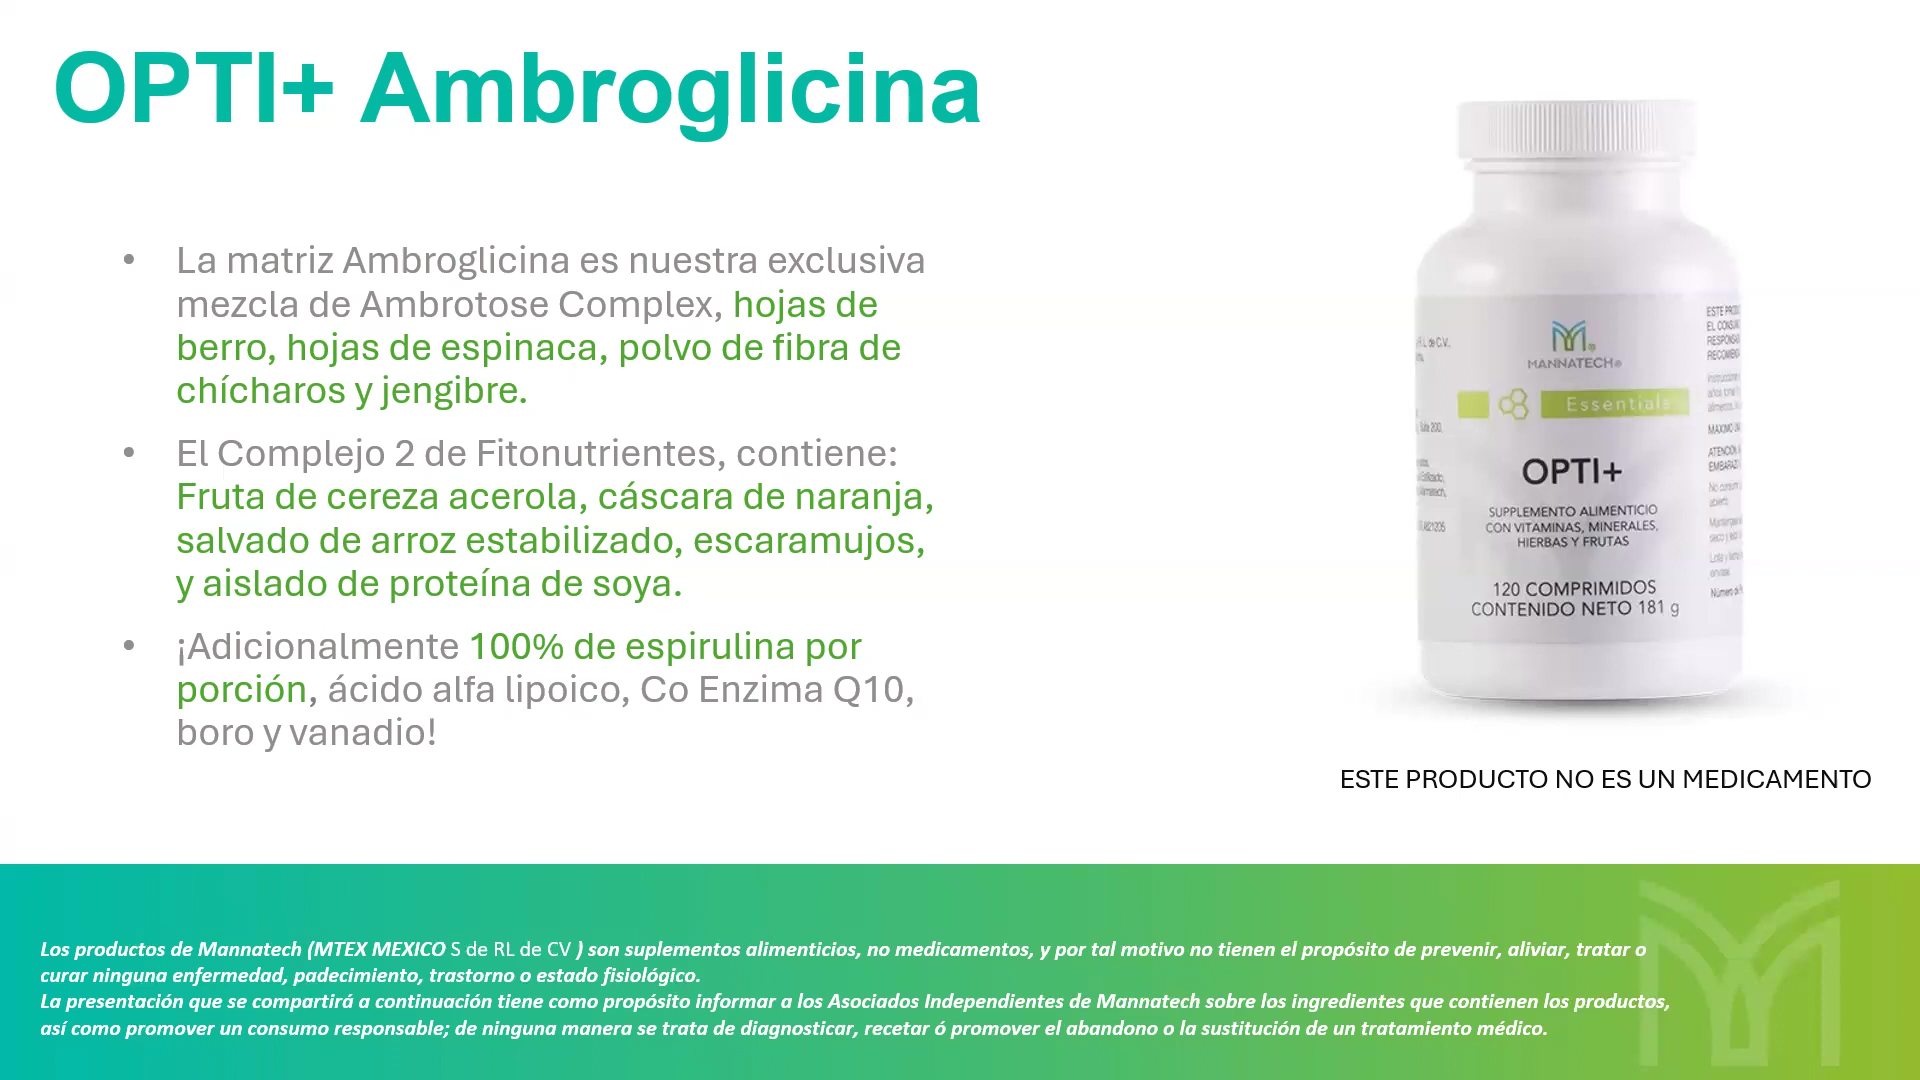 OPTI+ Ambroglicina
• La matriz Ambroglicina es nuestra exclusiva
mezcla de Ambrotose Complex, hojas de
berro, hojas de espinaca, polvo de fibra de
chícharos y jengibre.
• El Complejo 2 de Fitonutrientes, contiene:
Fruta de cereza acerola, cáscara de naranja,
salvado de arroz estabilizado, escaramujos,
y aislado de proteína de soya.
• ¡Adicionalmente 100% de espirulina por
porción, ácido alfa lipoico, Co Enzima Q10,
boro y vanadio!
MANNATECH®
Essentials
OPTI+
SUPPLEMENTO ALIMENTICIO
CON VITAMINAS, MINERALES,
HIERBAS Y FRUTAS
120 COMPRIMIDOS
CONTENIDO NETO 181 g
ESTE PRODUCTO NO ES UN MEDICAMENTO
Los productos de Mannatech (MTEX MEXICO S de RL de CV ) son suplementos alimenticios, no medicamentos, y por tal motivo no tienen el propósito de prevenir, aliviar, tratar o
curar ninguna enfermedad, padecimiento, trastorno o estado fisiológico.
La presentación que se compartirá a continuación tiene como propósito informar a los Asociados Independientes de Mannatech sobre los ingredientes que contienen los productos,
así como promover un consumo responsable; de ninguna manera se trata de diagnosticar, recetar ó promover el abandono o la sustitución de un tratamiento médico.